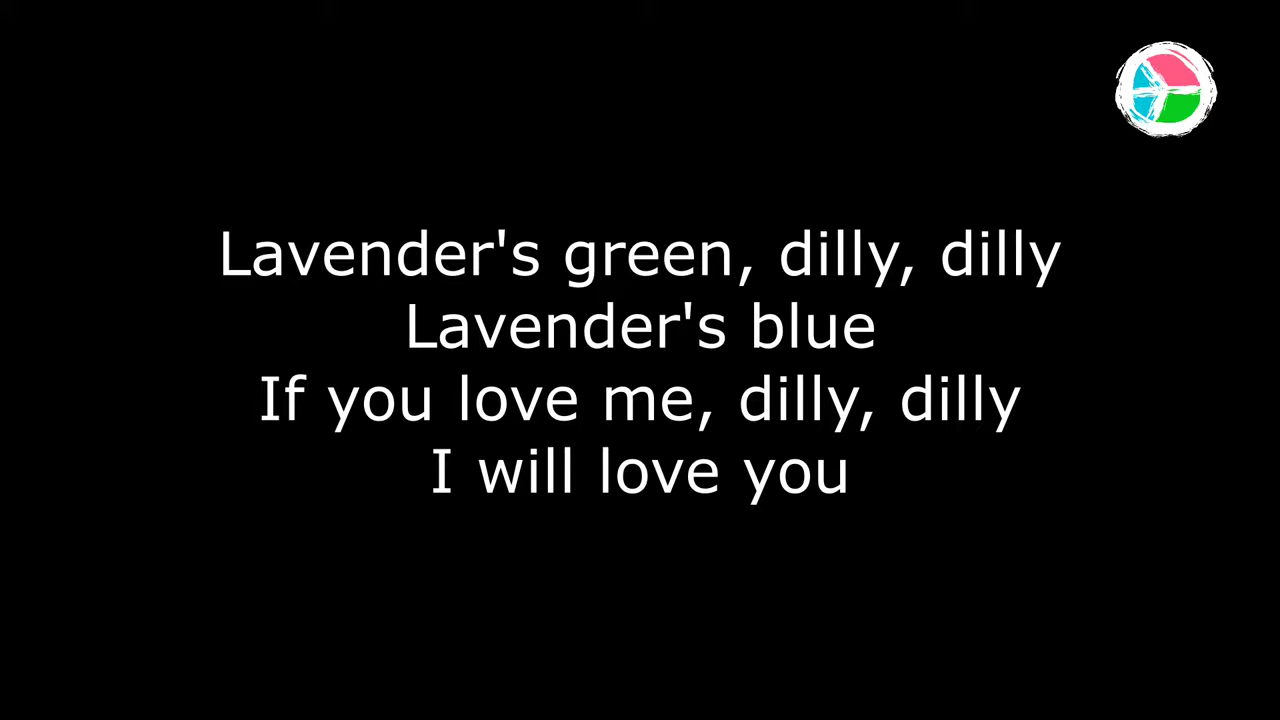 Lavender's green, dilly, dilly
Lavender's blue
If you love me, dilly, dilly
I will love you